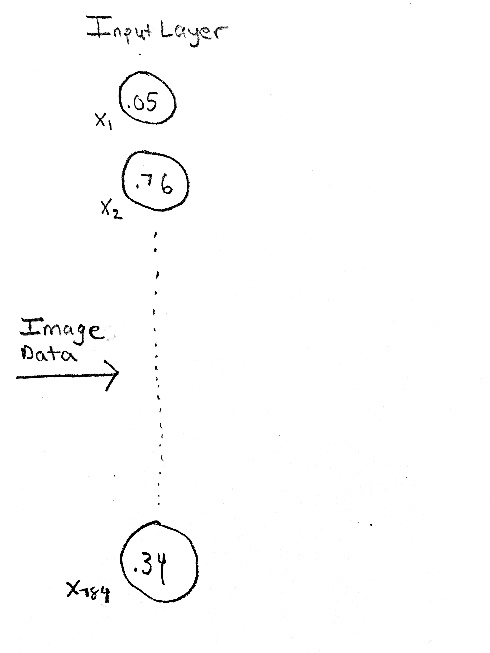 Input Layer
.05
X₁
.76
X₂
Image
Data
.34
X₇₈₄